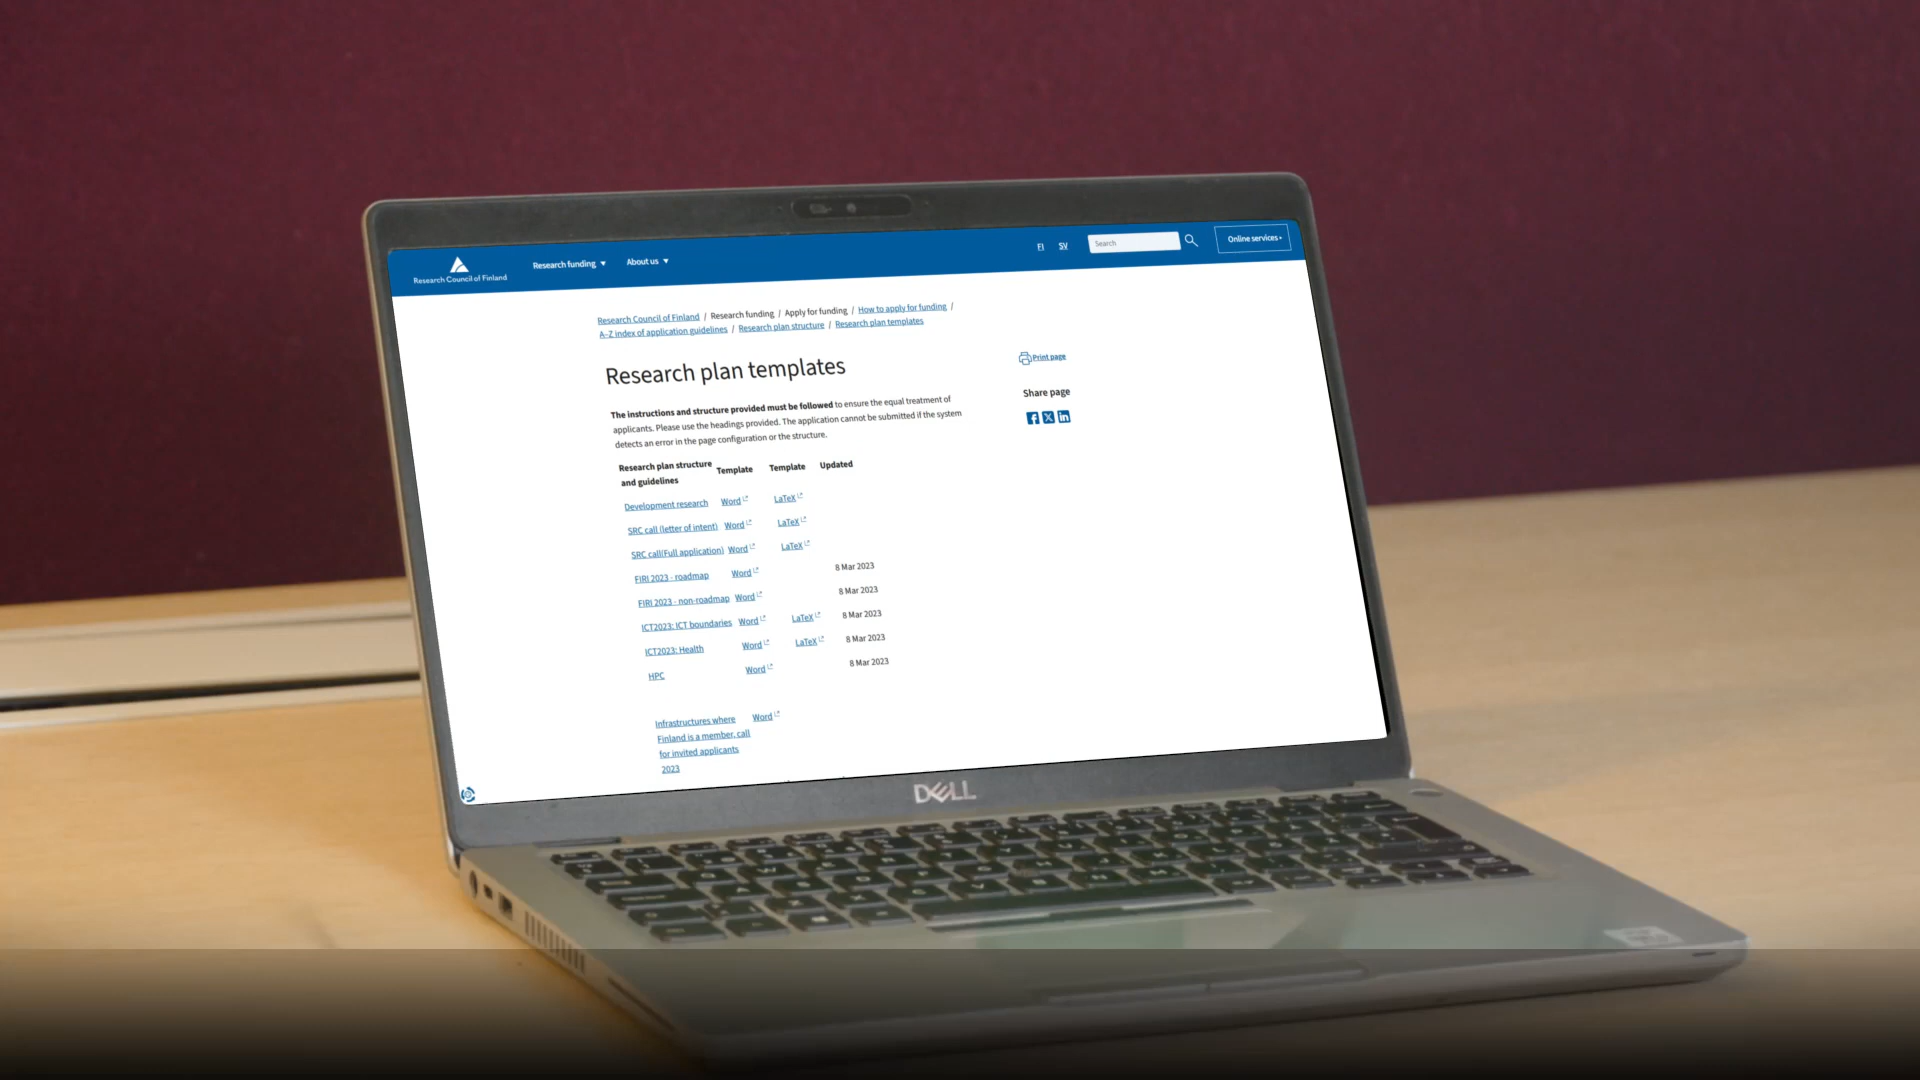 Research Council of Finland
Research funding
About us
FI SV
Search
Online services
Research Council of Finland / Research funding / Apply for funding / How to apply for funding /
A-Z index of application guidelines / Research plan structure / Research plan templates
Research plan templates
Print page
Share page
The instructions and structure provided must be followed to ensure the equal treatment of
applicants. Please use the headings provided. The application cannot be submitted if the system
detects an error in the page configuration or the structure.
Research plan structure
and guidelines
Template Template Updated
Development research Word LaTeX
SRC call (letter of intent) Word LaTeX
SRC call(Full application) Word LaTeX
FIRI 2023 - roadmap Word 8 Mar 2023
FIRI 2023 - non-roadmap Word 8 Mar 2023
ICT2023: ICT boundaries Word LaTeX 8 Mar 2023
ICT2023: Health Word LaTeX 8 Mar 2023
HPC Word 8 Mar 2023
Infrastructures where Word
Finland is a member, call
for invited applicants
2023
DELL